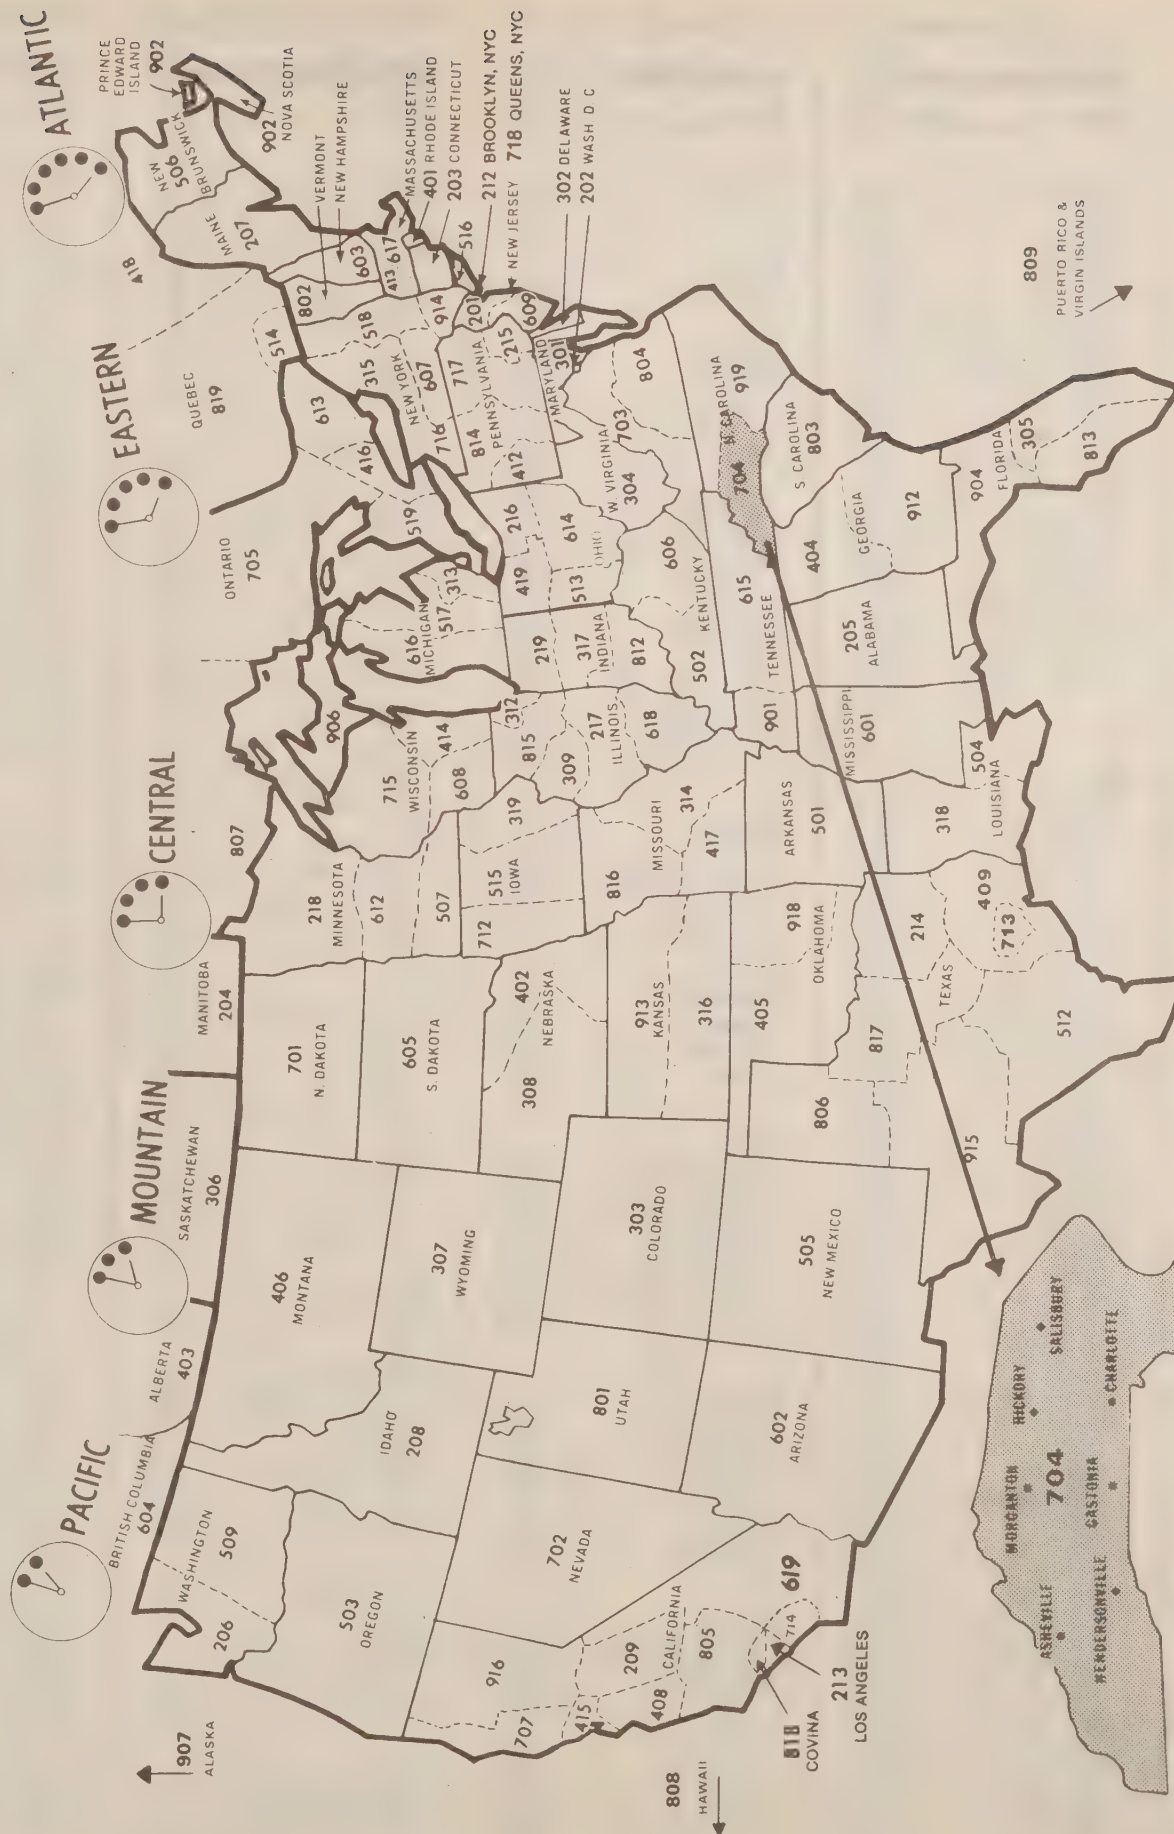 PACIFIC
MOUNTAIN
CENTRAL
EASTERN
ATLANTIC
907
ALASKA
808
HAWAII
BRITISH COLUMBIA
604
ALBERTA
403
SASKATCHEWAN
306
MANITOBA
204
807
ONTARIO
705
QUEBEC
819
418
514
613
416
519
NEW
506
BRUNSWICK
PRINCE
EDWARD
ISLAND
902
902
NOVA SCOTIA
MAINE
207
VERMONT
NEW HAMPSHIRE
802
603
MASSACHUSETTS
617
413
401 RHODE ISLAND
203 CONNECTICUT
516
212 BROOKLYN, NYC
718 QUEENS, NYC
NEW JERSEY
201
609
302 DELAWARE
202 WASH D C
518
315
NEW YORK
607
716
914
717
814
PENNSYLVANIA
215
412
MARYLAND
301
W. VIRGINIA
304
703
804
WASHINGTON
206
509
503
OREGON
IDAHO
208
406
MONTANA
307
WYOMING
701
N. DAKOTA
605
S. DAKOTA
402
NEBRASKA
308
218
MINNESOTA
612
507
715
WISCONSIN
414
608
906
616
MICHIGAN
517
313
712
515
IOWA
319
815
312
309
217
ILLINOIS
618
219
317
INDIANA
812
419
216
614
OHIO
513
606
KENTUCKY
502
916
707
415
209
408
CALIFORNIA
805
619
714
818
COVINA
213
LOS ANGELES
702
NEVADA
801
UTAH
602
ARIZONA
303
COLORADO
505
NEW MEXICO
913
KANSAS
316
816
MISSOURI
314
417
405
918
OKLAHOMA
ARKANSAS
501
901
615
TENNESSEE
704
N CAROLINA
919
S CAROLINA
803
404
GEORGIA
912
205
ALABAMA
MISSISSIPPI
601
318
504
LOUISIANA
806
817
214
TEXAS
409
713
915
512
904
FLORIDA
305
813
809
PUERTO RICO &
VIRGIN ISLANDS
ASHEVILLE
MORGANTON
HICKORY
SALISBURY
704
HENDERSONVILLE
GASTONIA
CHARLOTTE